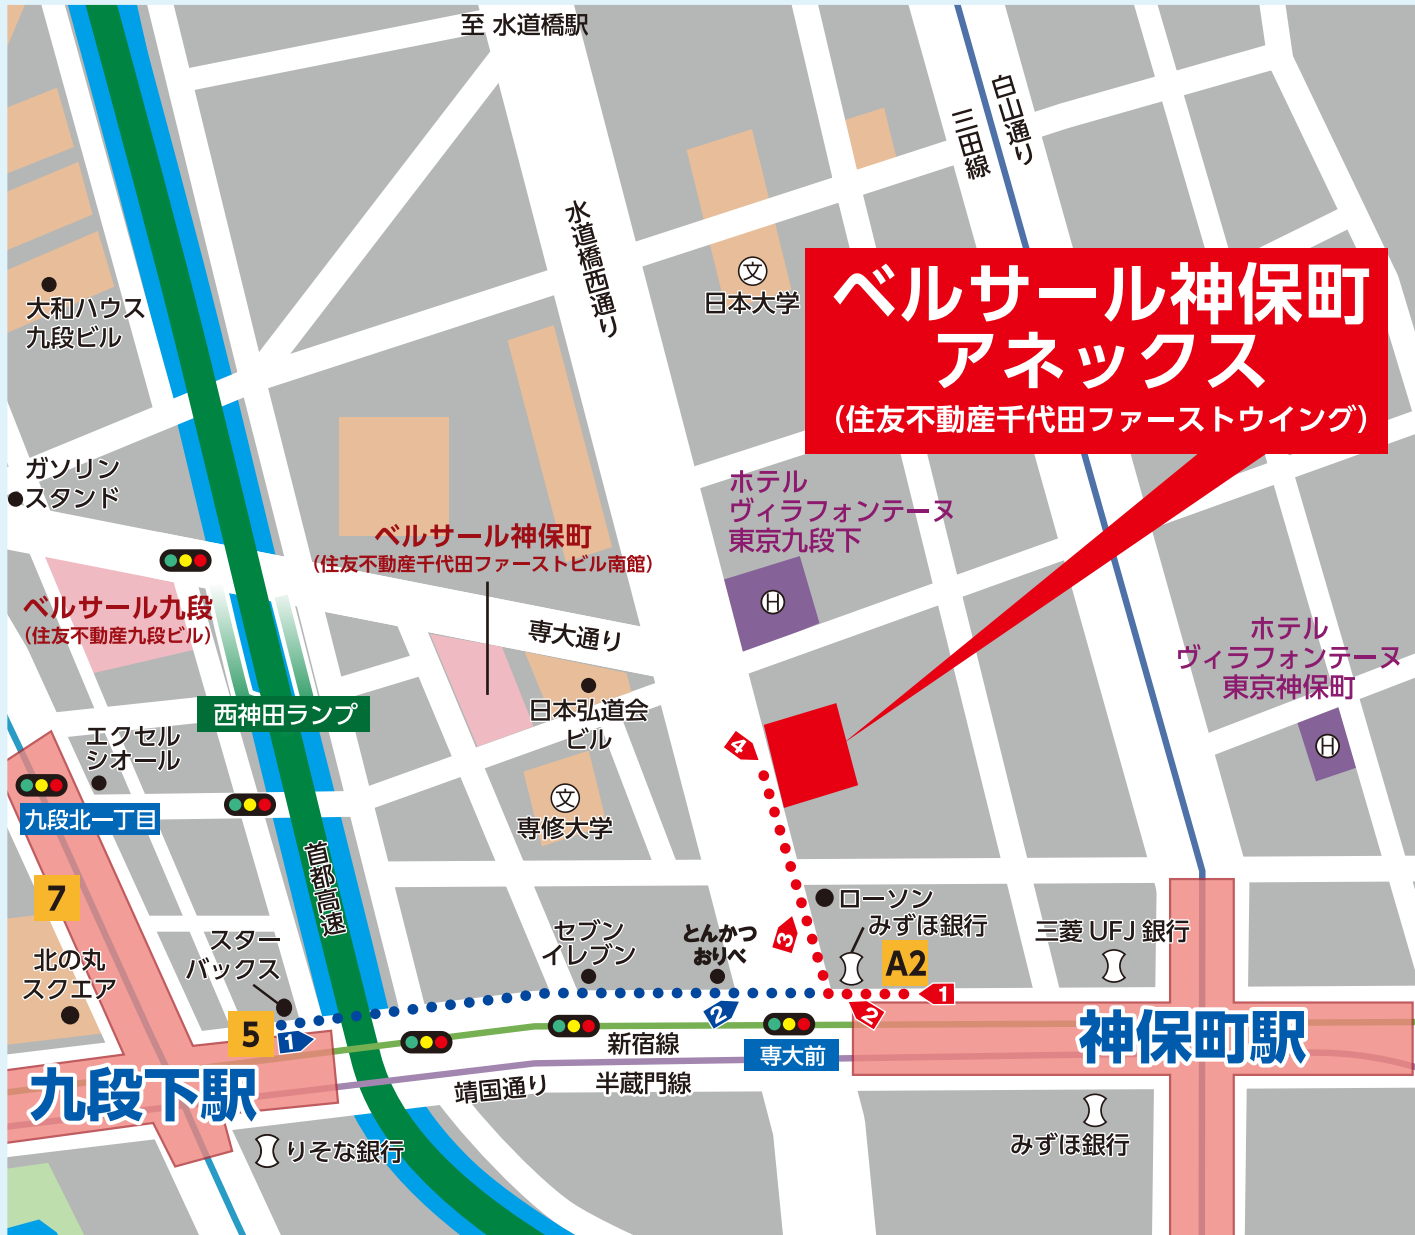 至 水道橋駅
白山通り
三田線
水道橋西通り
文
日本大学
ベルサール神保町
アネックス
(住友不動産千代田ファーストウイング)
大和ハウス
九段ビル
ガソリン
スタンド
ホテル
ヴィラフォンテーヌ
東京九段下
H
ベルサール神保町
(住友不動産千代田ファーストビル南館)
ベルサール九段
(住友不動産九段ビル)
専大通り
ホテル
ヴィラフォンテーヌ
東京神保町
H
西神田ランプ
日本弘道会
ビル
エクセル
シオール
4
九段北一丁目
文
専修大学
首都高速
7
ローソン
みずほ銀行
セブン
イレブン
とんかつ
おりべ
3
A2
三菱 UFJ 銀行
スター
バックス
北の丸
スクエア
1
2
2
5
1
新宿線
専大前
神保町駅
九段下駅
靖国通り
半蔵門線
りそな銀行
みずほ銀行